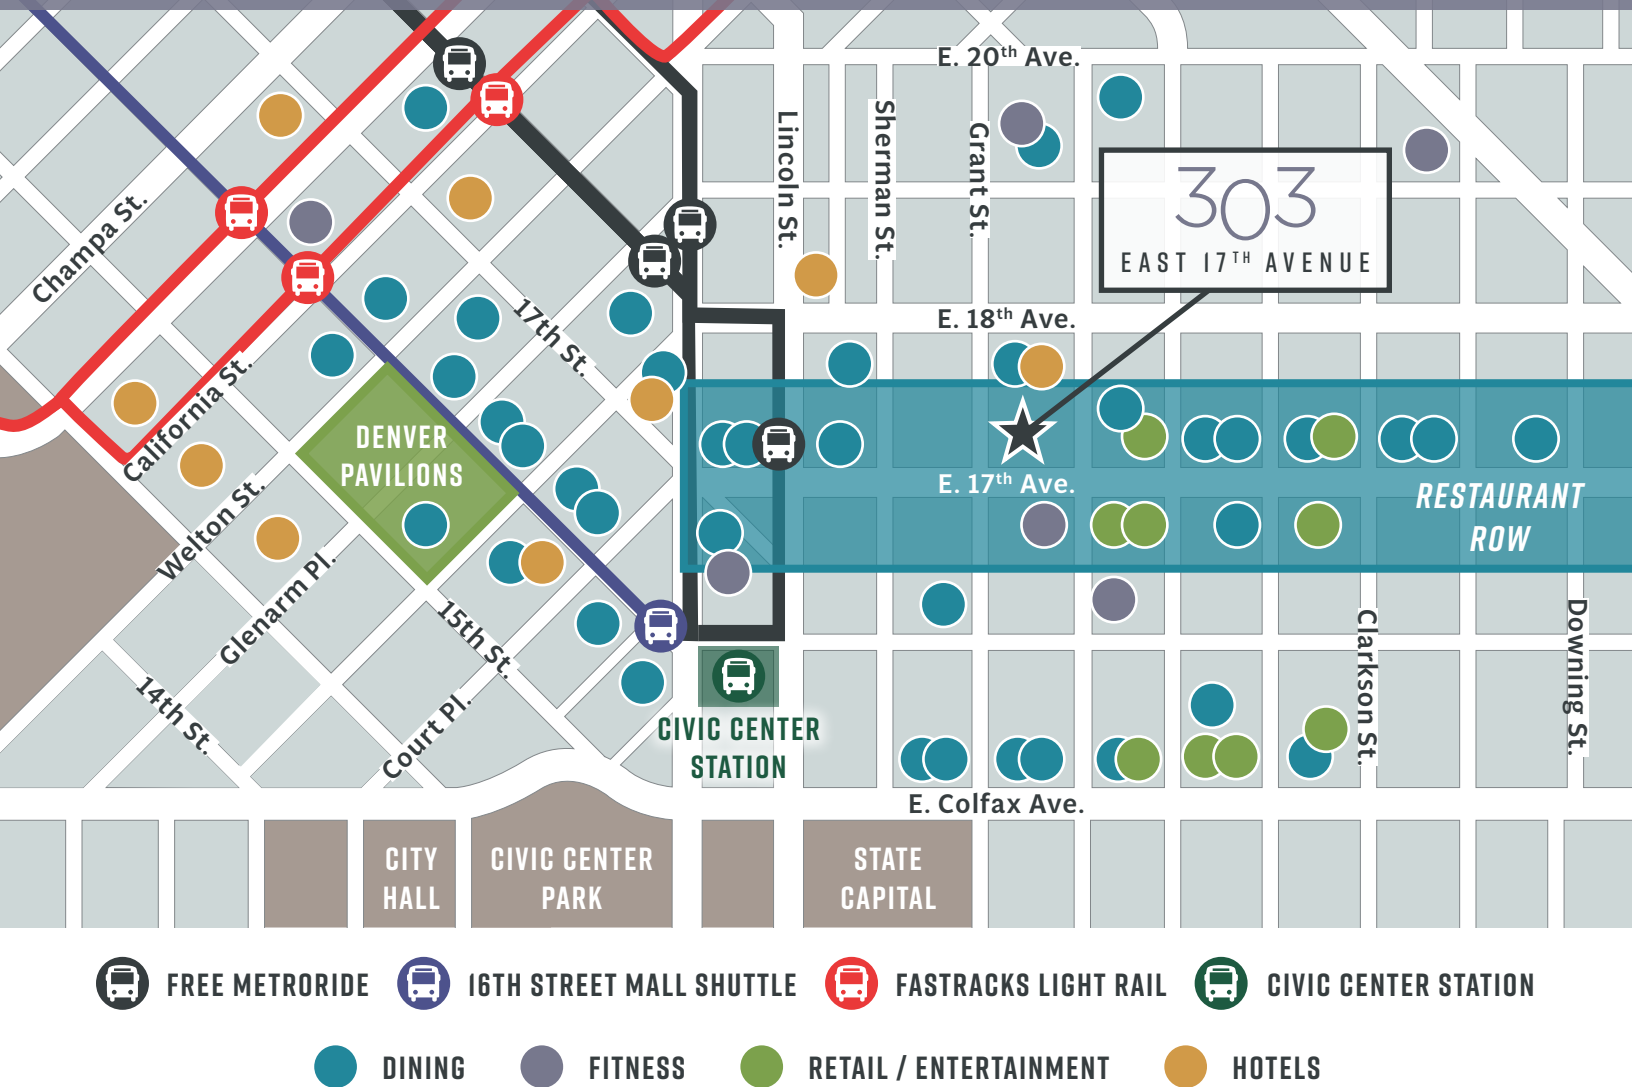 E. 20th Ave.
Lincoln St.
Sherman St.
Grant St.
303
EAST 17TH AVENUE
Champa St.
17th St.
E. 18th Ave.
California St.
DENVER
PAVILIONS
E. 17th Ave.
RESTAURANT
ROW
Welton St.
Glenarm Pl.
15th St.
14th St.
Court Pl.
Clarkson St.
Downing St.
CIVIC CENTER
STATION
E. Colfax Ave.
CITY
HALL
CIVIC CENTER
PARK
STATE
CAPITAL
FREE METRORIDE
16TH STREET MALL SHUTTLE
FASTRACKS LIGHT RAIL
CIVIC CENTER STATION
DINING
FITNESS
RETAIL / ENTERTAINMENT
HOTELS